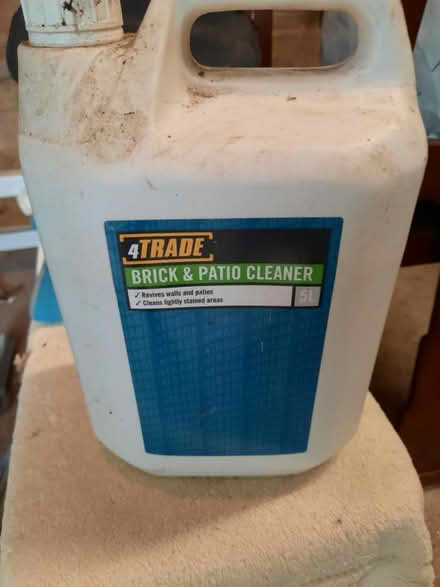 4TRADE
BRICK & PATIO CLEANER
✓ Revives walls and patios
✓ Cleans lightly stained areas
5L